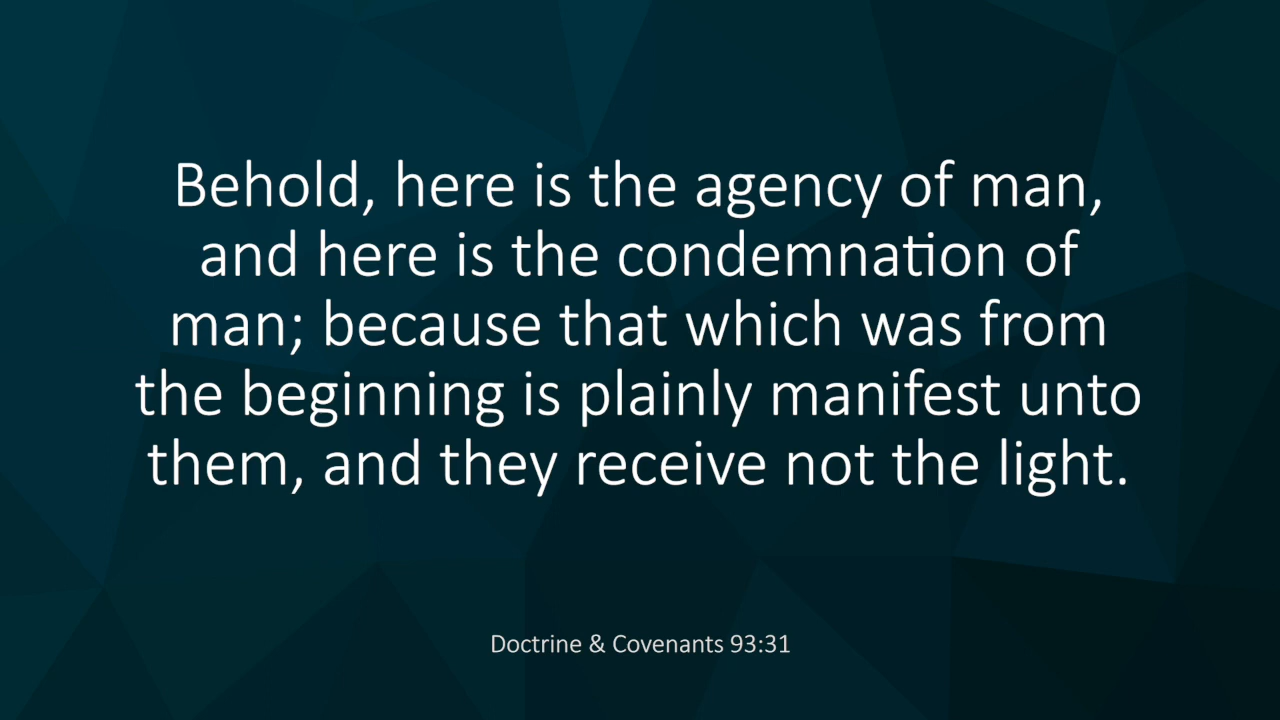 Behold, here is the agency of man,
and here is the condemnation of
man; because that which was from
the beginning is plainly manifest unto
them, and they receive not the light.
Doctrine & Covenants 93:31